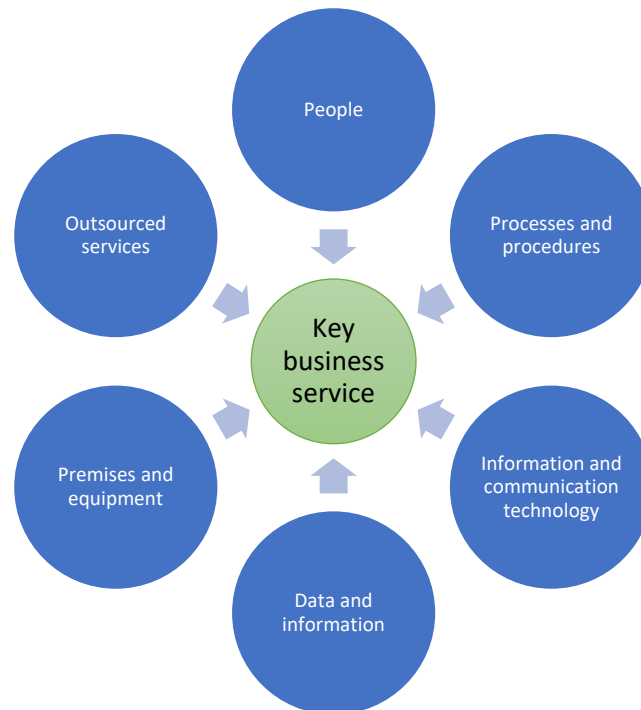 People
Outsourced
services
Processes and
procedures
Key
business
service
Premises and
equipment
Information and
communication
technology
Data and
information